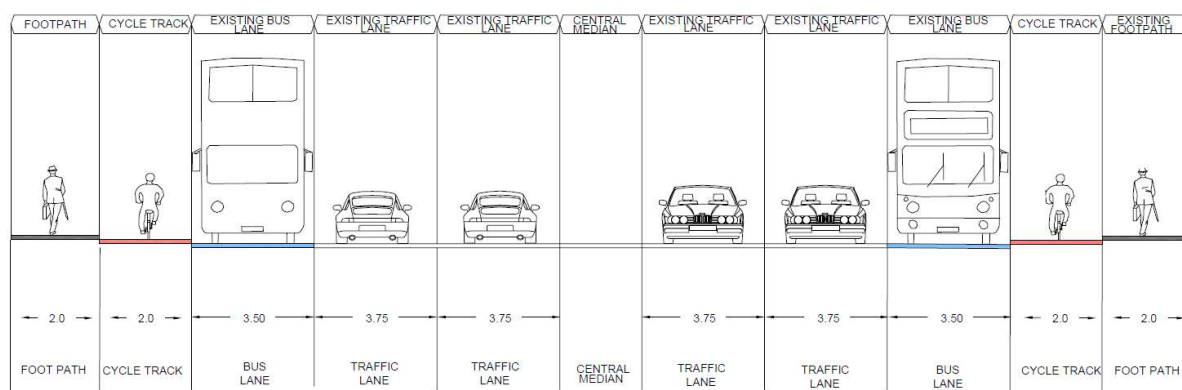 FOOTPATH
CYCLE TRACK
EXISTING BUS
LANE
EXISTING TRAFFIC
LANE
EXISTING TRAFFIC
LANE
CENTRAL
MEDIAN
EXISTING TRAFFIC
LANE
EXISTING TRAFFIC
LANE
EXISTING BUS
LANE
CYCLE TRACK
EXISTING
FOOTPATH
2.0
2.0
3.50
3.75
3.75
3.75
3.75
3.50
2.0
2.0
FOOT PATH
CYCLE TRACK
BUS
LANE
TRAFFIC
LANE
TRAFFIC
LANE
CENTRAL
MEDIAN
TRAFFIC
LANE
TRAFFIC
LANE
BUS
LANE
CYCLE TRACK
FOOT PATH